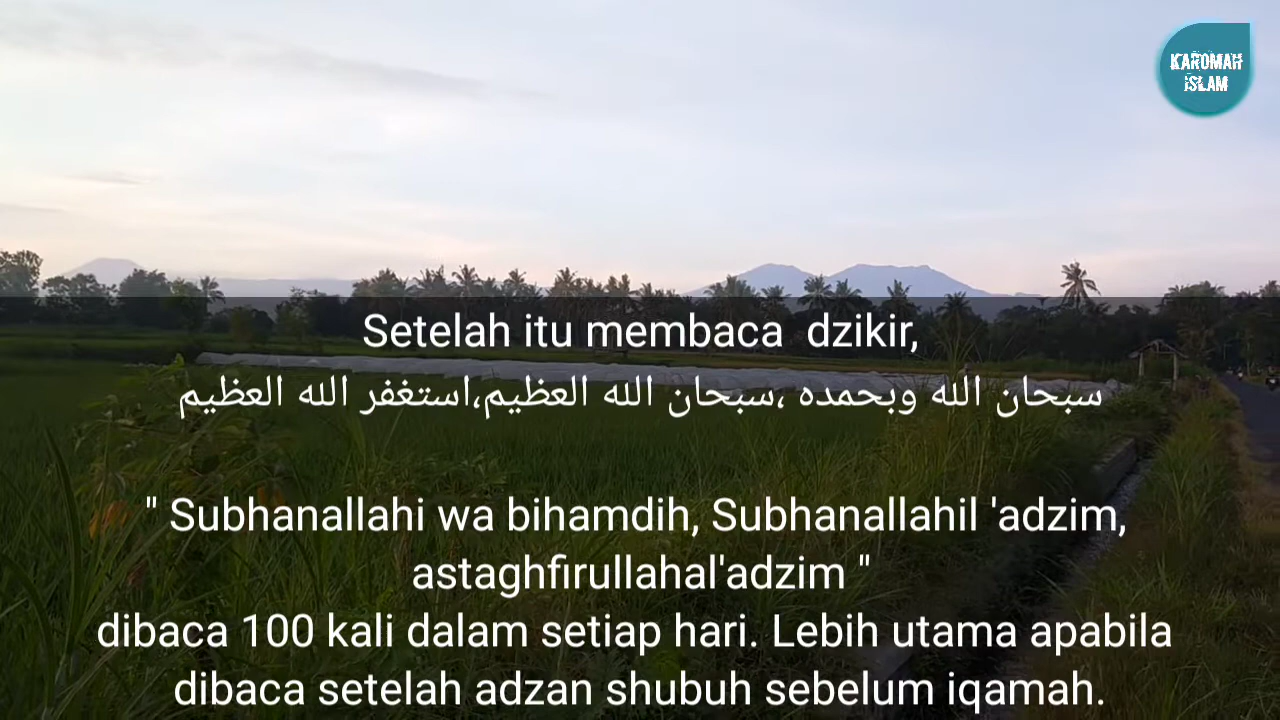 KAROMAH
ISLAM
Setelah itu membaca dzikir,
سبحان الله وبحمده ،سبحان الله العظيم،استغفر الله العظيم
" Subhanallahi wa bihamdih, Subhanallahil 'adzim,
astaghfirullahal'adzim "
dibaca 100 kali dalam setiap hari. Lebih utama apabila
dibaca setelah adzan shubuh sebelum iqamah.